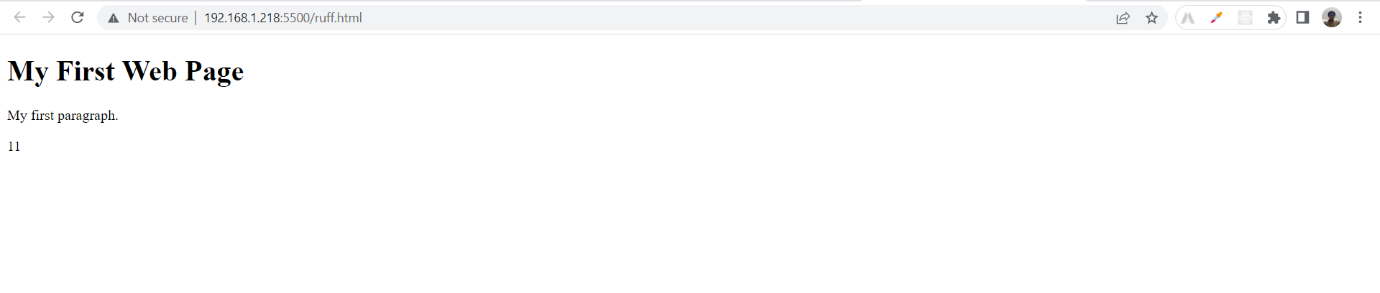 Not secure | 192.168.1.218:5500/ruff.html
My First Web Page
My first paragraph.
11